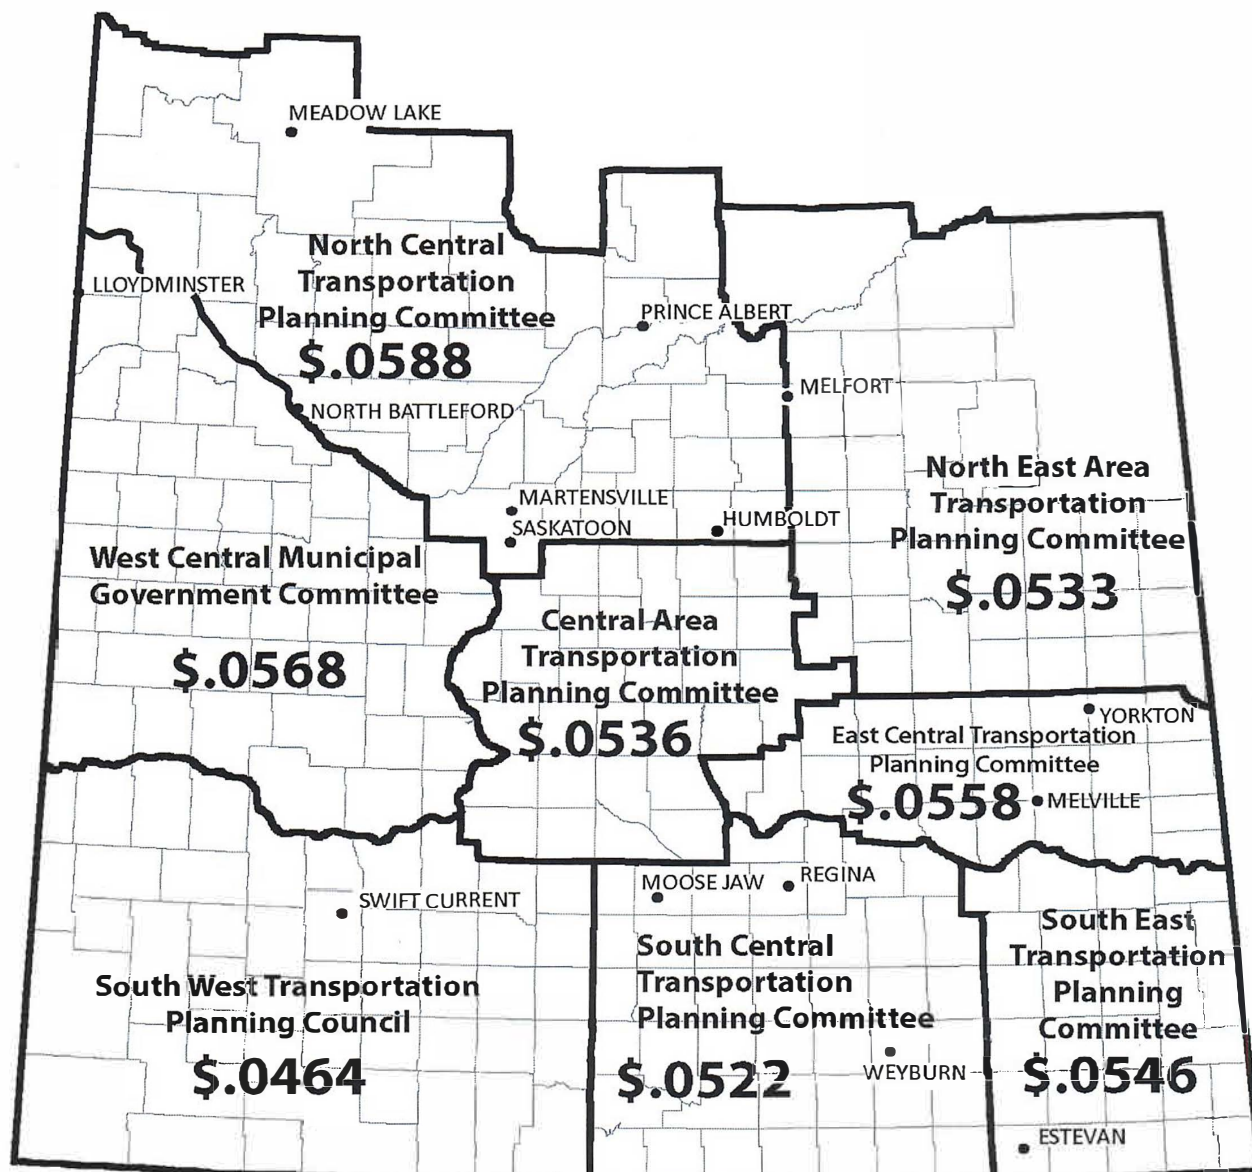 MEADOW LAKE
North Central
Transportation
Planning Committee
$.0588
LLOYDMINSTER
PRINCE ALBERT
MELFORT
NORTH BATTLEFORD
North East Area
Transportation
Planning Committee
$.0533
MARTENSVILLE
SASKATOON
HUMBOLDT
West Central Municipal
Government Committee
$.0568
Central Area
Transportation
Planning Committee
$.0536
YORKTON
East Central Transportation
Planning Committee
$.0558
MELVILLE
SWIFT CURRENT
MOOSE JAW
REGINA
South West Transportation
Planning Council
$.0464
South Central
Transportation
Planning Committee
$.0522
WEYBURN
South East
Transportation
Planning
Committee
$.0546
ESTEVAN